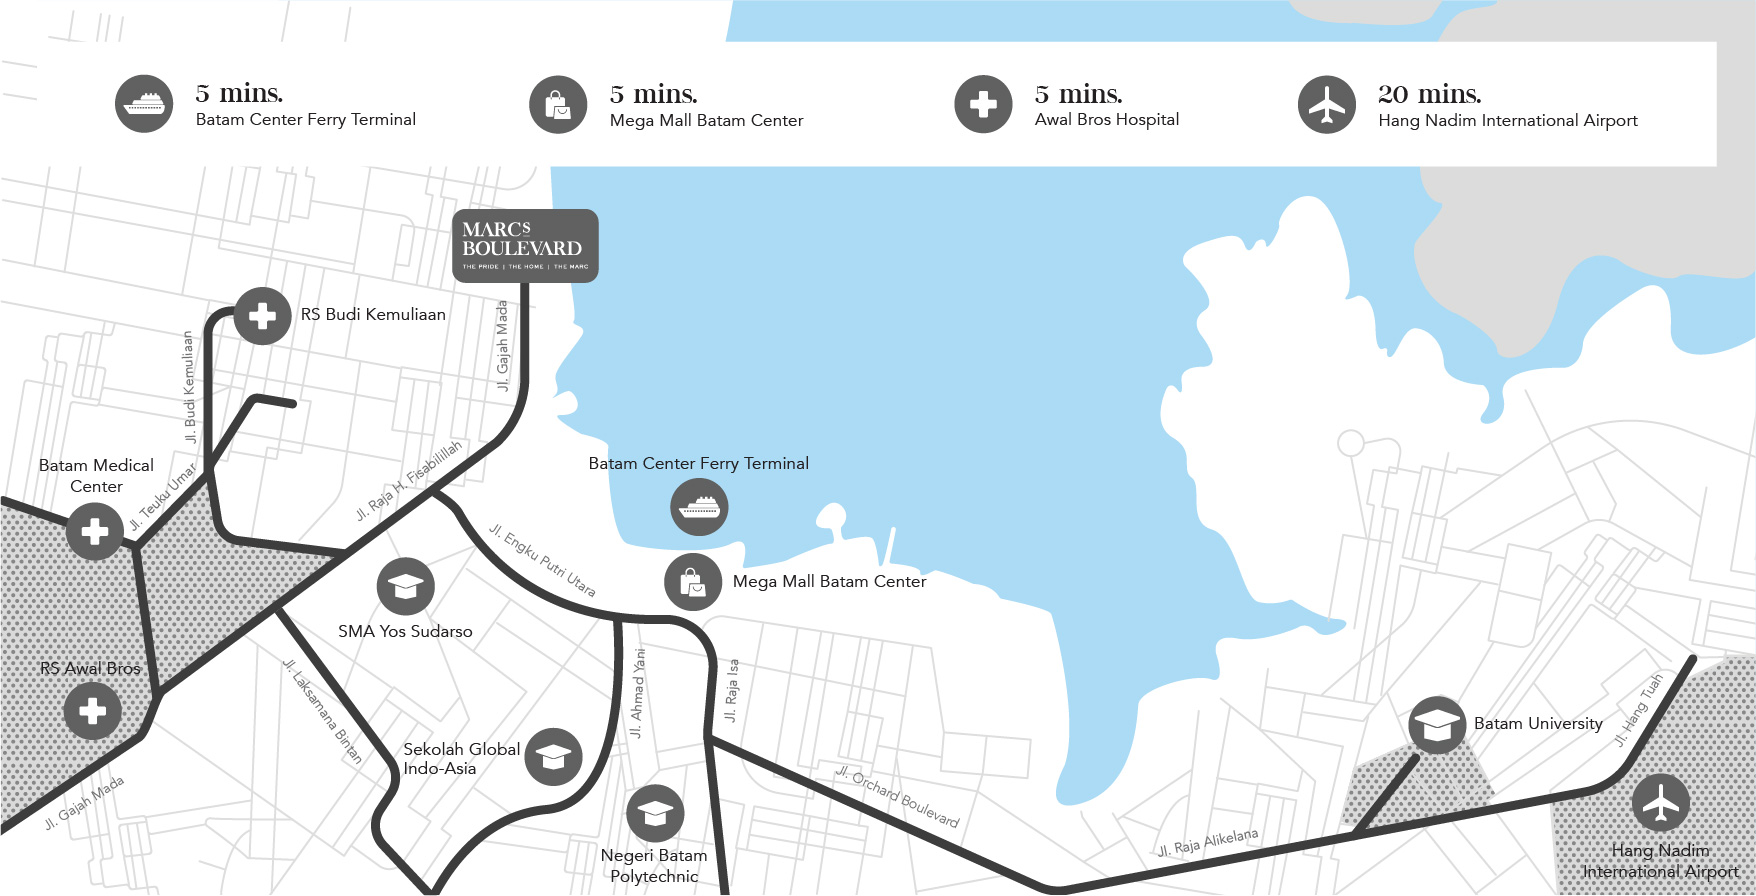 5 mins.
Batam Center Ferry Terminal
5 mins.
Mega Mall Batam Center
5 mins.
Awal Bros Hospital
20 mins.
Hang Nadim International Airport
MARCS
BOULEVARD
THE PRIDE | THE HOME | THE MARC
RS Budi Kemuliaan
Jl. Gajah Mada
Jl. Budi Kemuliaan
Jl. Raja H. Fisabilillah
Batam Medical
Center
Jl. Teuku Umar
Batam Center Ferry Terminal
Jl. Engku Putri Utara
Mega Mall Batam Center
SMA Yos Sudarso
RS Awal Bros
Jl. Laksamana Bintan
Jl. Ahmad Yani
Jl. Raja Isa
Jl. Hang Tuah
Batam University
Sekolah Global
Indo-Asia
Jl. Gajah Mada
Jl. Orchard Boulevard
Jl. Raja Alikelana
Negeri Batam
Polytechnic
Hang Nadim
International Airport